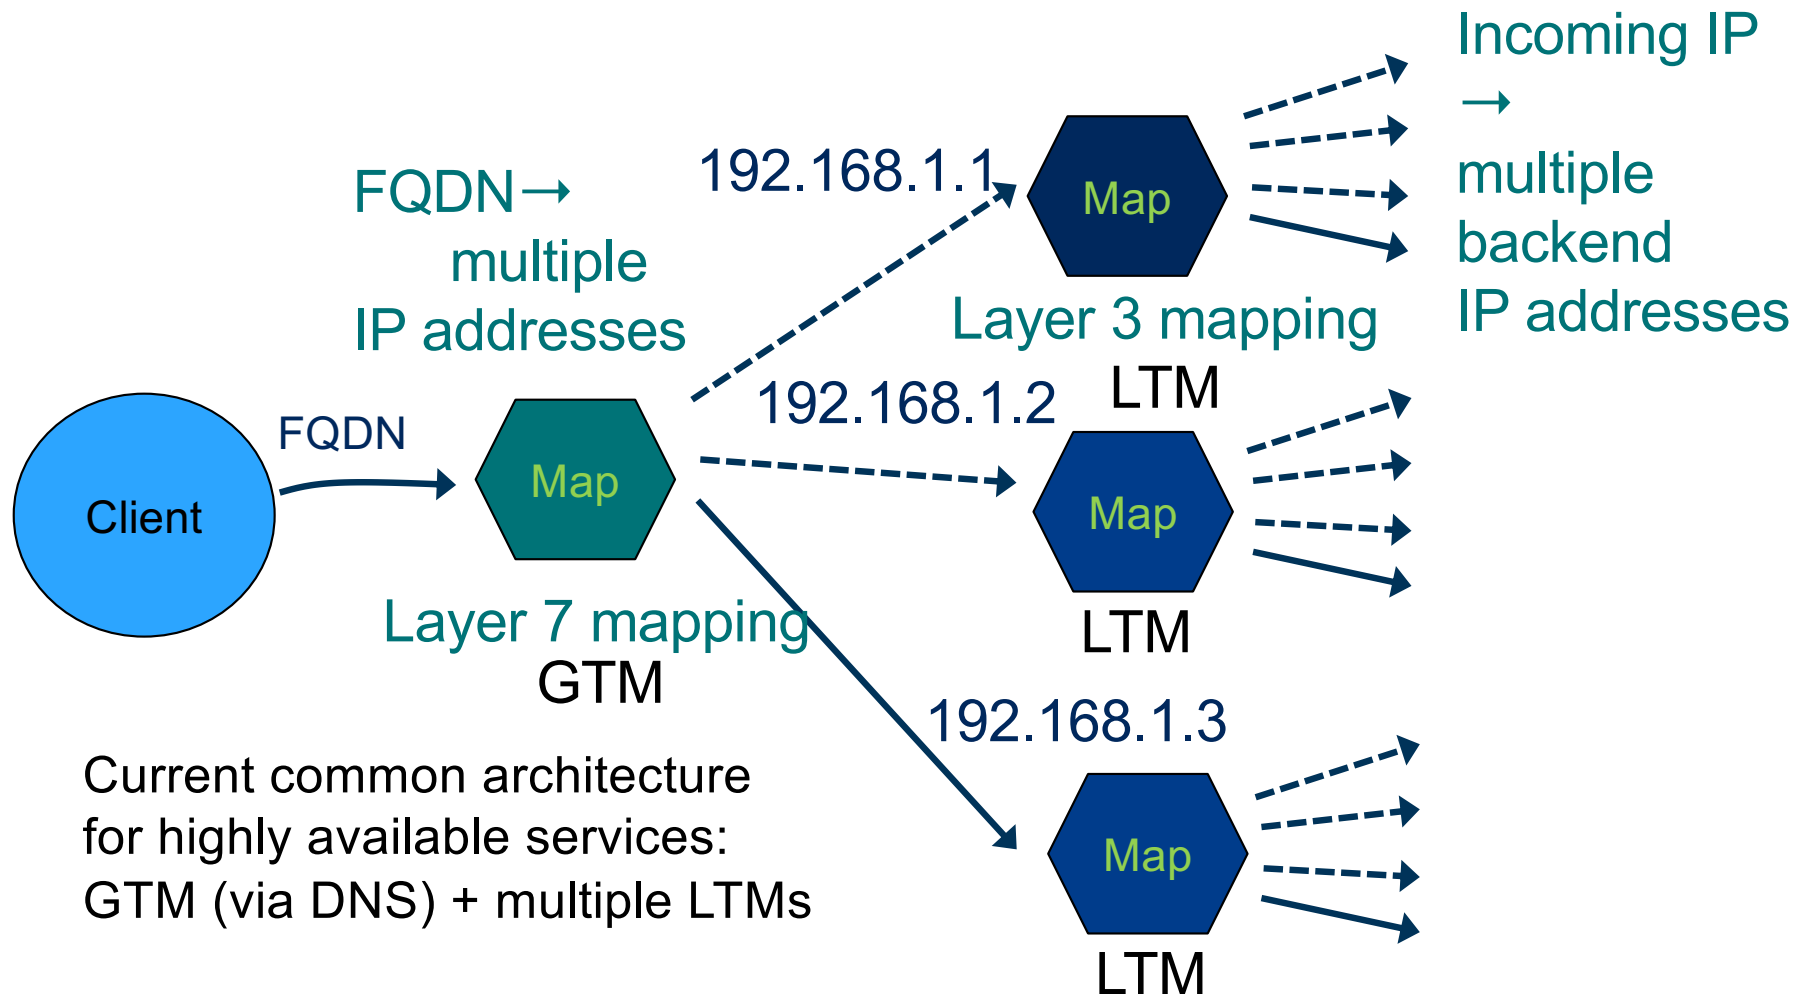 Incoming IP
→
multiple
backend
IP addresses
192.168.1.1
Map
FQDN→
multiple
IP addresses
Layer 3 mapping
LTM
192.168.1.2
FQDN
Client
Map
Map
Layer 7 mapping
GTM
LTM
192.168.1.3
Current common architecture
for highly available services:
GTM (via DNS) + multiple LTMs
Map
LTM